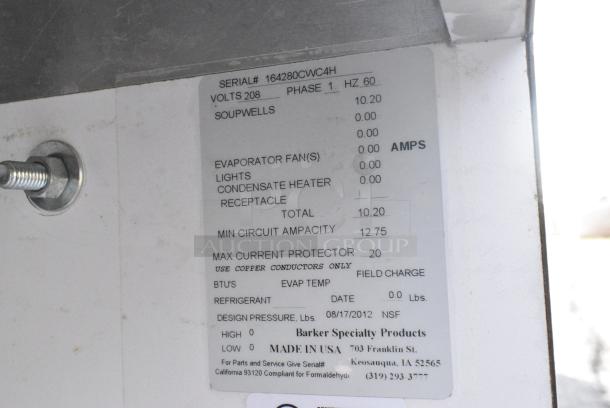 SERIAL# 164280CWC4H
VOLTS 208 PHASE 1 HZ 60
SOUPWELLS 10.20
0.00
0.00
EVAPORATOR FAN(S) 0.00 AMPS
LIGHTS 0.00
CONDENSATE HEATER 0.00
RECEPTACLE
TOTAL 10.20
MIN CIRCUIT AMPACITY 12.75
AUCTION GROUP
MAX CURRENT PROTECTOR 20
USE COPPER CONDUCTORS ONLY
FIELD CHARGE
BTU'S EVAP TEMP
REFRIGERANT DATE 0.0 Lbs.
DESIGN PRESSURE, Lbs. 08/17/2012 NSF
HIGH 0 Barker Specialty Products
LOW 0 MADE IN USA 703 Franklin St.
For Parts and Service Give Serial# Keosauqua, IA 52565
California 93120 Compliant for Formaldehyd (319) 293-3777